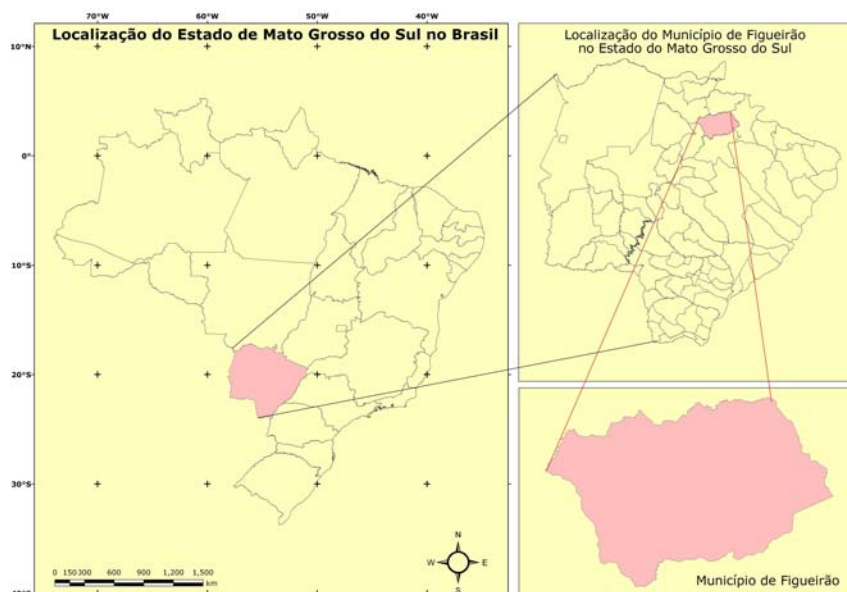 Localização do Estado de Mato Grosso do Sul no Brasil
70°W
60°W
50°W
40°W
10°N
0°
10°S
20°S
30°S
N
W
E
S
0 150 300 600 900 1,200 1,500
km
Localização do Município de Figueirão
no Estado do Mato Grosso do Sul
Município de Figueirão